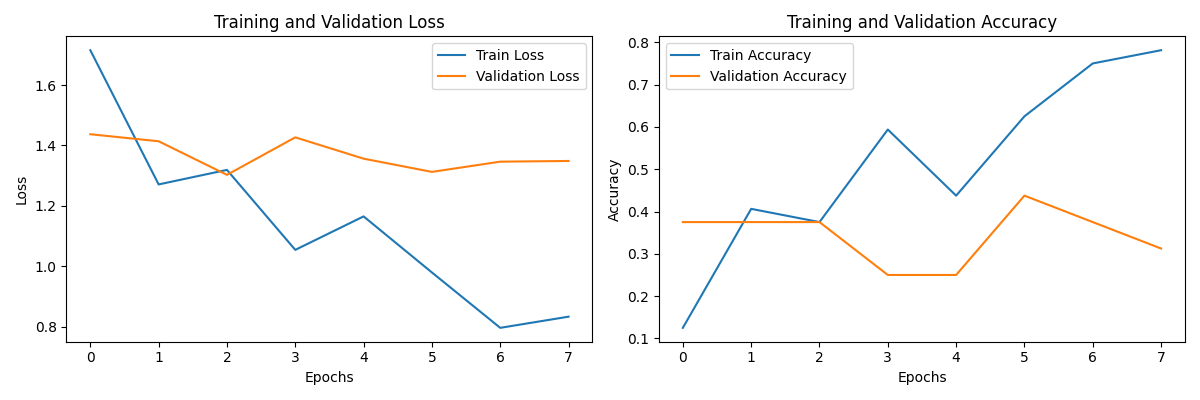 Training and Validation Loss
Train Loss
Validation Loss
Loss
1.6
1.4
1.2
1.0
0.8
0 1 2 3 4 5 6 7
Epochs
Training and Validation Accuracy
Train Accuracy
Validation Accuracy
Accuracy
0.8
0.7
0.6
0.5
0.4
0.3
0.2
0.1
0 1 2 3 4 5 6 7
Epochs